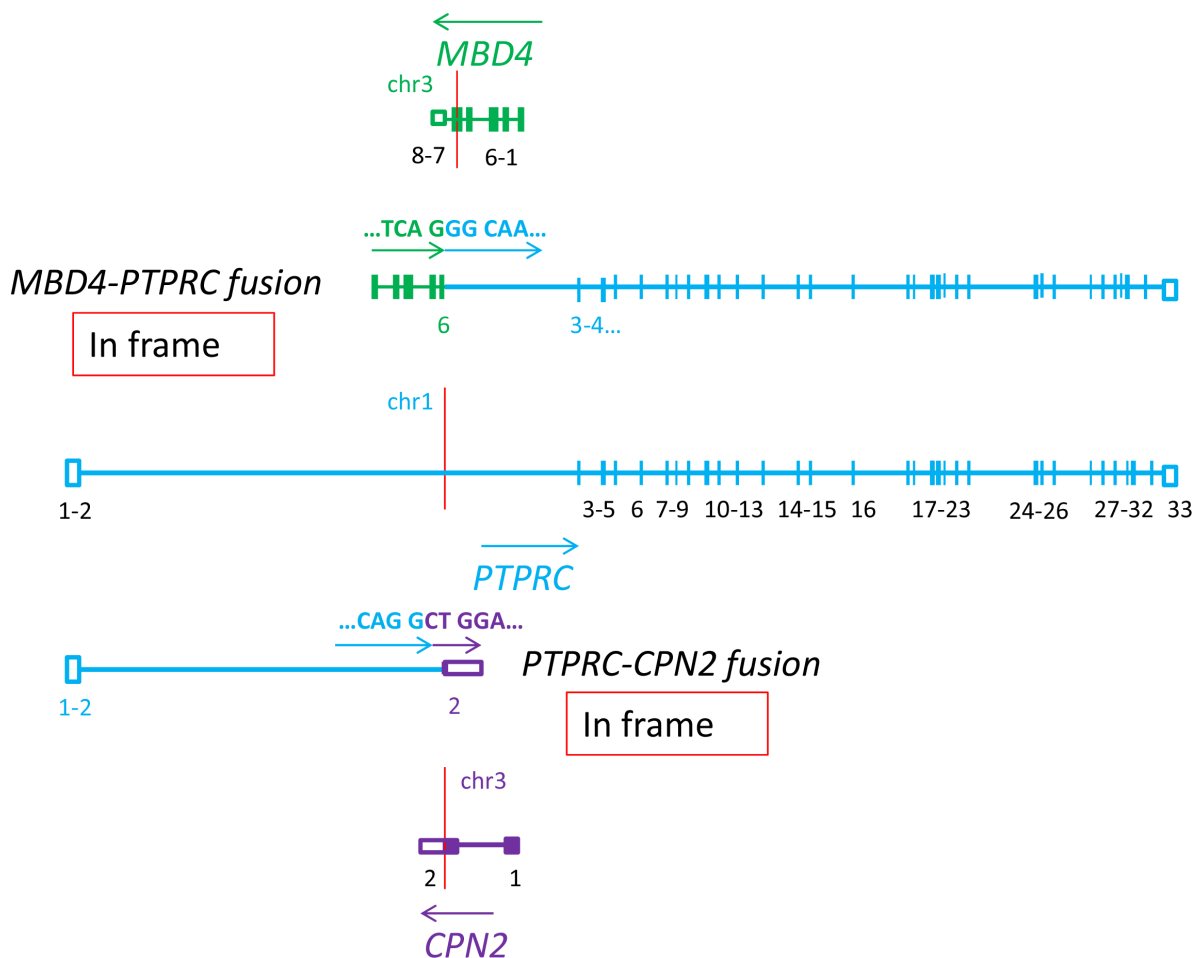 MBD4
chr3
8-7 6-1
...TCA GGG CAA...
MBD4-PTPRC fusion
6 3-4...
In frame
chr1
1-2 3-5 6 7-9 10-13 14-15 16 17-23 24-26 27-32 33
PTPRC
...CAG GCT GGA...
PTPRC-CPN2 fusion
1-2 2
In frame
chr3
2 1
CPN2